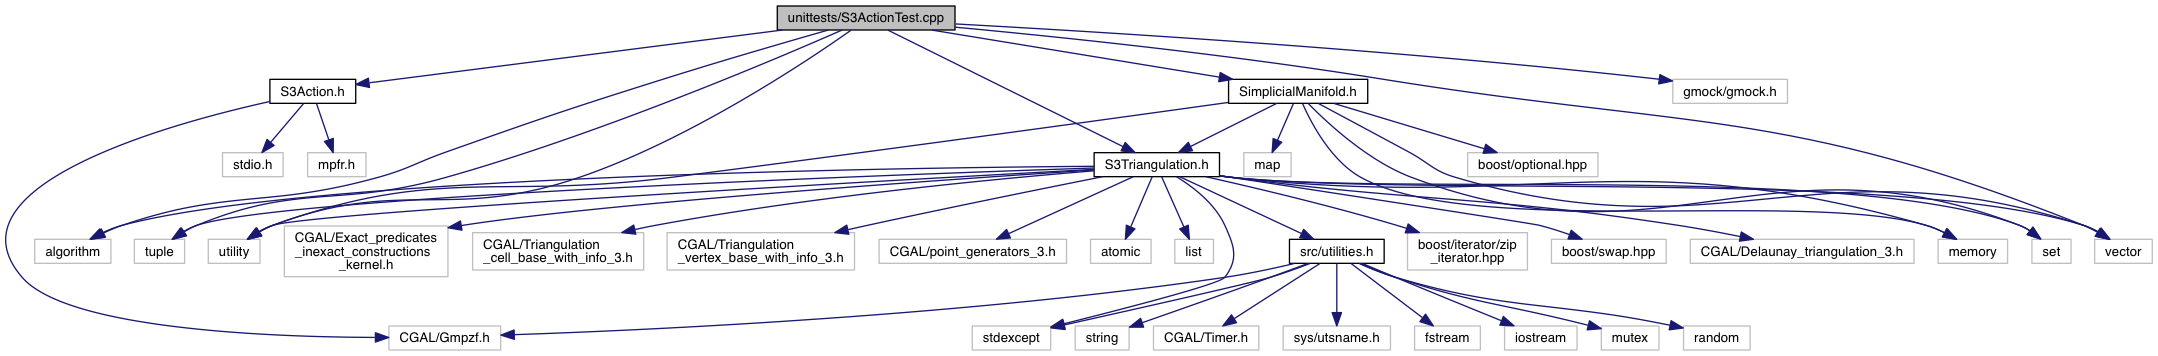 unittests/S3ActionTest.cpp
S3Action.h
SimplicialManifold.h
gmock/gmock.h
stdio.h
mpfr.h
S3Triangulation.h
map
boost/optional.hpp
algorithm
tuple
utility
CGAL/Exact_predicates
_inexact_constructions
_kernel.h
CGAL/Triangulation
_cell_base_with_info_3.h
CGAL/Triangulation
_vertex_base_with_info_3.h
CGAL/point_generators_3.h
atomic
list
src/utilities.h
boost/iterator/zip
_iterator.hpp
boost/swap.hpp
CGAL/Delaunay_triangulation_3.h
memory
set
vector
CGAL/Gmpzf.h
stdexcept
string
CGAL/Timer.h
sys/utsname.h
fstream
iostream
mutex
random